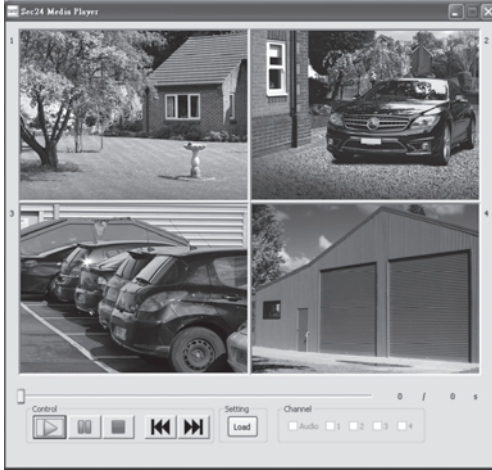 Sec24 Media Player
1
2
3
4
0 / 0 s
Control
Setting
Load
Channel
Audio 1 2 3 4